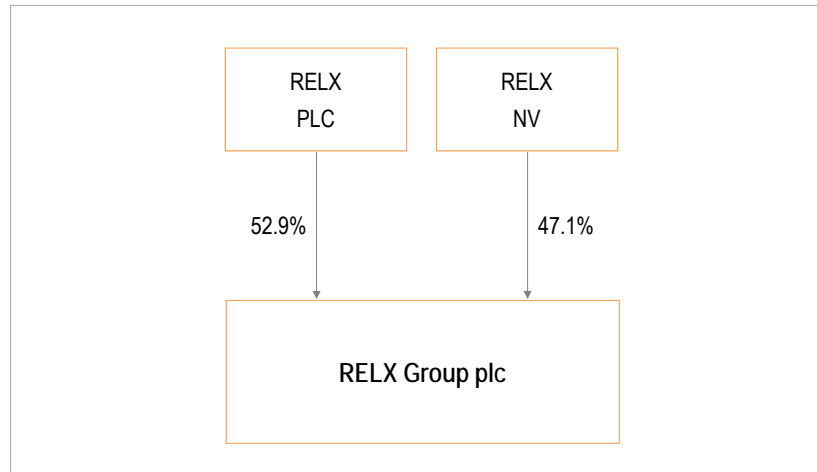 RELX
PLC
RELX
NV
52.9%
47.1%
RELX Group plc